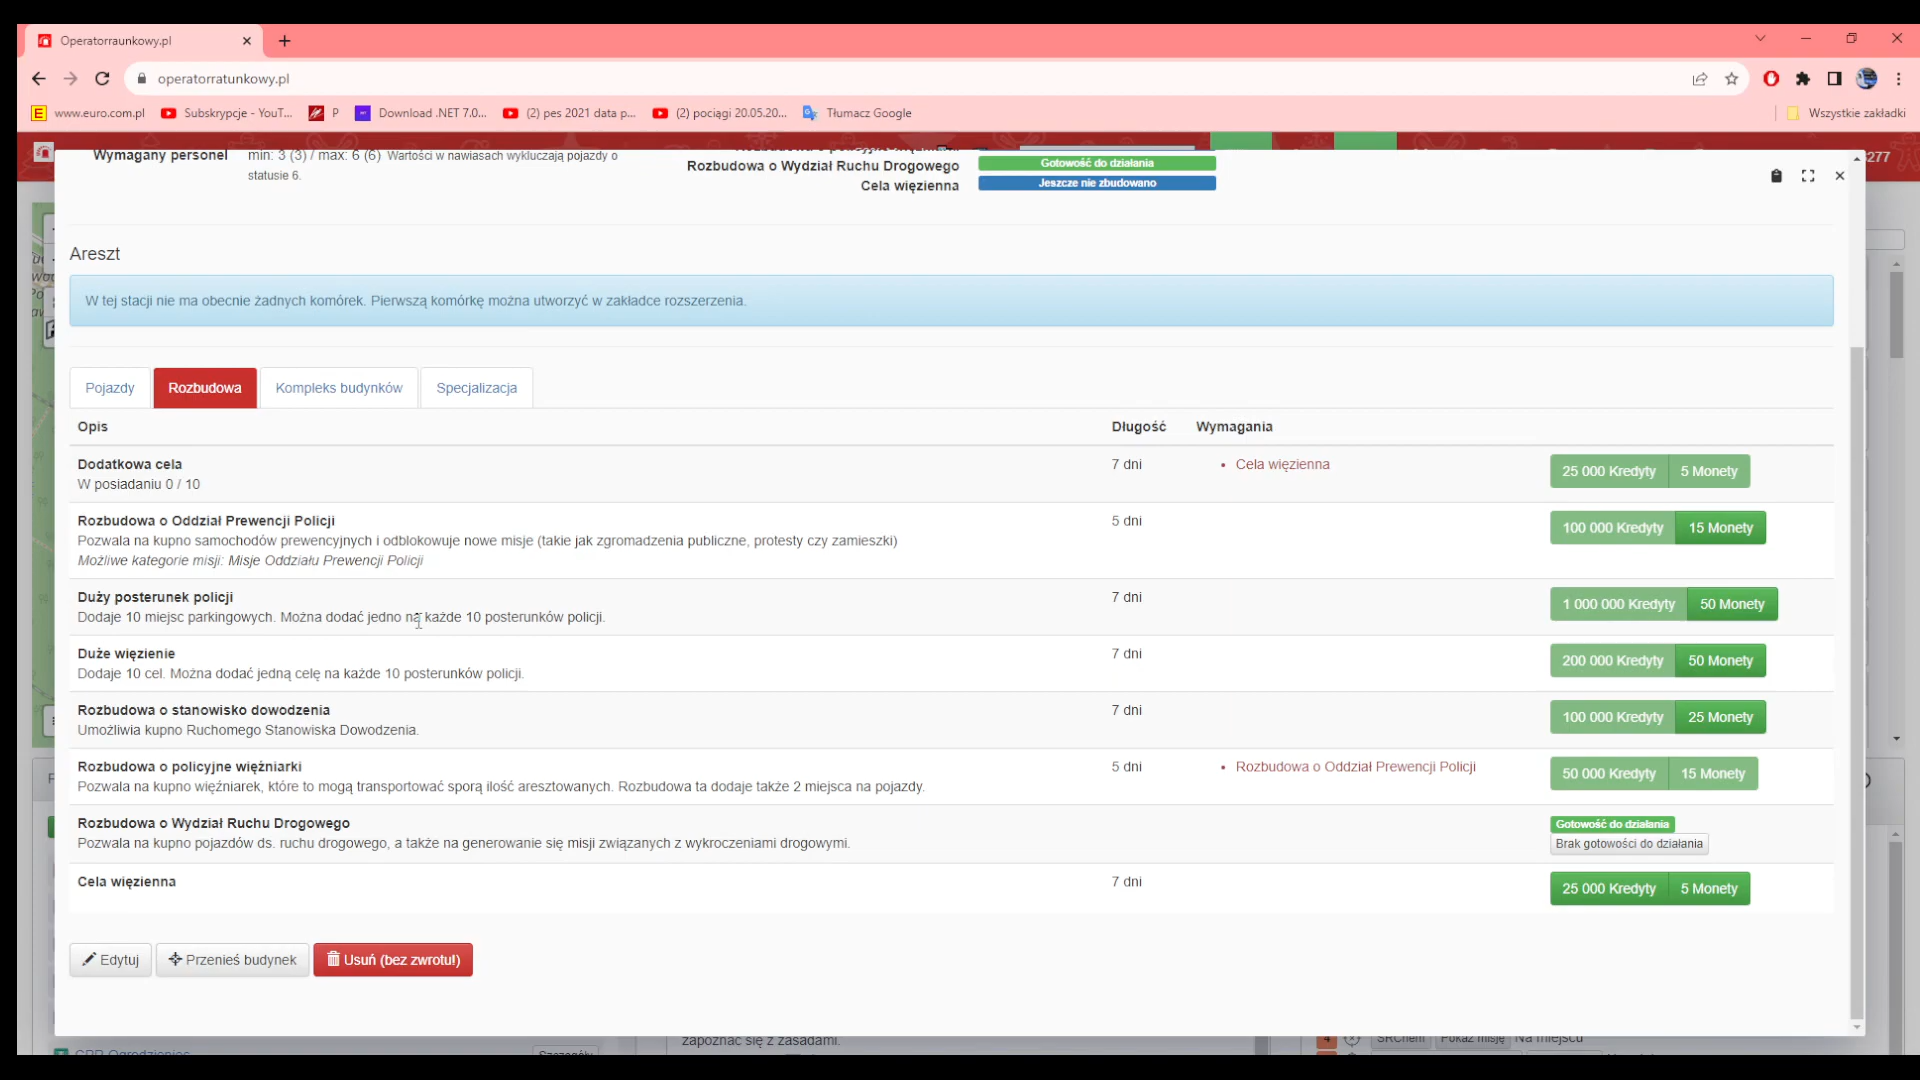 Operatorraunkowy.pl
operatorratunkowy.pl
www.euro.com.pl
Subskrypcje - YouT...
P
Download .NET 7.0...
(2) pes 2021 data p...
(2) pociągi 20.05.20...
Tłumacz Google
Wszystkie zakładki
277
Wymagany personel
min: 3 (3) / max: 6 (6) Wartości w nawiasach wykluczają pojazdy o
statusie 6.
Rozbudowa o Wydział Ruchu Drogowego
Gotowość do działania
Cela więzienna
Jeszcze nie zbudowano
Areszt
W tej stacji nie ma obecnie żadnych komórek. Pierwszą komórkę można utworzyć w zakładce rozszerzenia.
Pojazdy
Rozbudowa
Kompleks budynków
Specjalizacja
Opis
Długość
Wymagania
Dodatkowa cela
W posiadaniu 0 / 10
7 dni
Cela więzienna
25 000 Kredyty
5 Monety
Rozbudowa o Oddział Prewencji Policji
Pozwala na kupno samochodów prewencyjnych i odblokowuje nowe misje (takie jak zgromadzenia publiczne, protesty czy zamieszki)
Możliwe kategorie misji: Misje Oddziału Prewencji Policji
5 dni
100 000 Kredyty
15 Monety
Duży posterunek policji
Dodaje 10 miejsc parkingowych. Można dodać jedno na każde 10 posterunków policji.
7 dni
1 000 000 Kredyty
50 Monety
Duże więzienie
Dodaje 10 cel. Można dodać jedną celę na każde 10 posterunków policji.
7 dni
200 000 Kredyty
50 Monety
Rozbudowa o stanowisko dowodzenia
Umożliwia kupno Ruchomego Stanowiska Dowodzenia.
7 dni
100 000 Kredyty
25 Monety
Rozbudowa o policyjne więźniarki
Pozwala na kupno więźniarek, które to mogą transportować sporą ilość aresztowanych. Rozbudowa ta dodaje także 2 miejsca na pojazdy.
5 dni
Rozbudowa o Oddział Prewencji Policji
50 000 Kredyty
15 Monety
Rozbudowa o Wydział Ruchu Drogowego
Pozwala na kupno pojazdów ds. ruchu drogowego, a także na generowanie się misji związanych z wykroczeniami drogowymi.
Gotowość do działania
Brak gotowości do działania
Cela więzienna
7 dni
25 000 Kredyty
5 Monety
Edytuj
Przenieś budynek
Usuń (bez zwrotu!)
zapoznać się z zasadami.
SRChem
Pokaż misję
Na miejscu